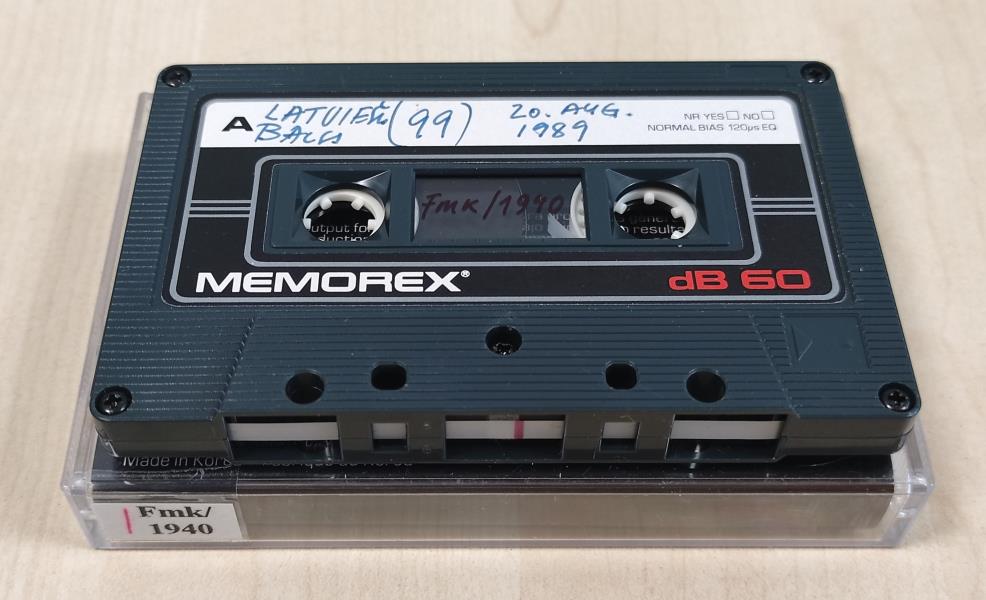 A LATVIEŠU (99) 20. AUG.
BALSS 1989
NR YES NO
NORMAL BIAS 120µs EQ
Fmk/1940
MEMOREX®
dB 60
Made in Korea
Fmk/
1940